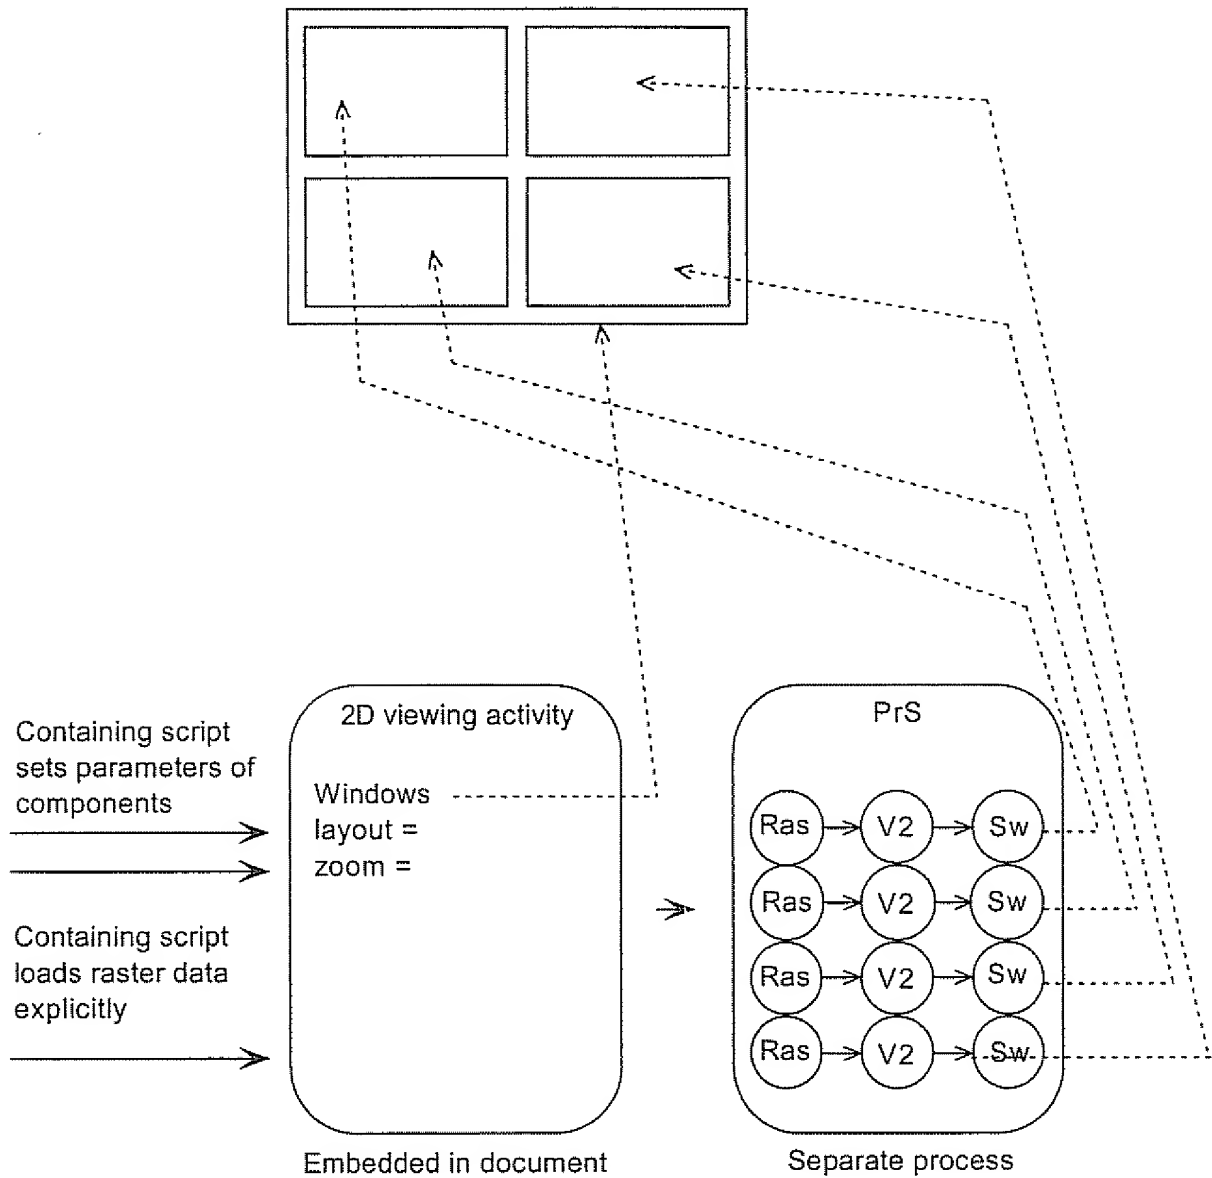 2D viewing activity
PrS
Containing script
sets parameters of
components
Windows
layout =
zoom =
Containing script
loads raster data
explicitly
Ras V2 Sw
Ras V2 Sw
Ras V2 Sw
Ras V2 Sw
Embedded in document
Separate process